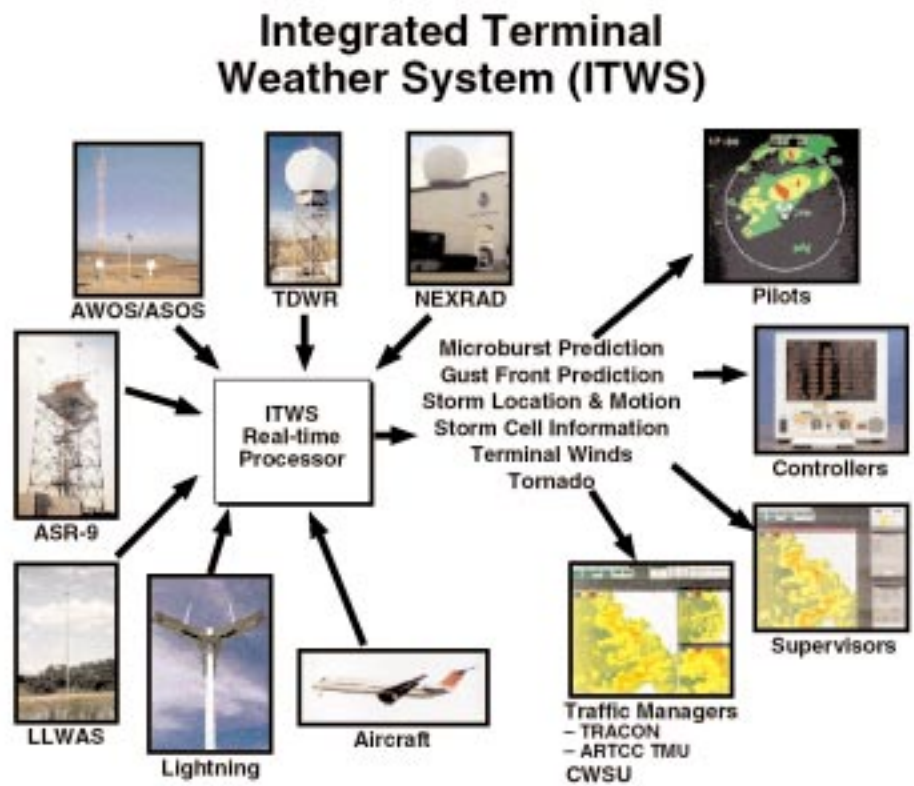 Integrated Terminal
Weather System (ITWS)
AWOS/ASOS
TDWR
NEXRAD
Pilots
ASR-9
ITWS
Real-time
Processor
Microburst Prediction
Gust Front Prediction
Storm Location & Motion
Storm Cell Information
Terminal Winds
Tornado
Controllers
LLWAS
Lightning
Aircraft
Supervisors
Traffic Managers
– TRACON
– ARTCC TMU
CWSU